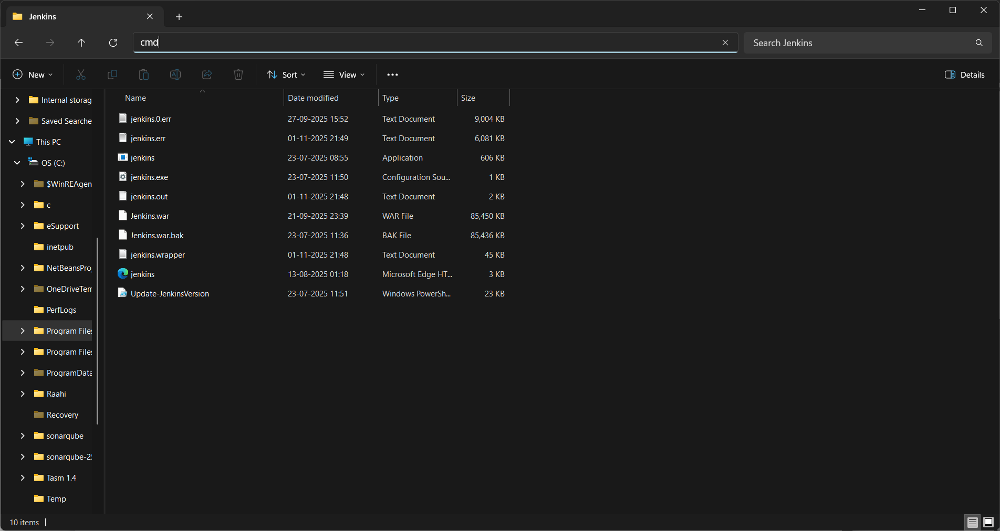 Jenkins
cmd
Search Jenkins
New
Sort
View
Details
Name Date modified Type Size
jenkins.0.err 27-09-2025 15:52 Text Document 9,004 KB
jenkins.err 01-11-2025 21:49 Text Document 6,081 KB
jenkins 23-07-2025 08:55 Application 606 KB
jenkins.exe 23-07-2025 11:50 Configuration Sou... 1 KB
jenkins.out 01-11-2025 21:48 Text Document 2 KB
Jenkins.war 21-09-2025 23:39 WAR File 85,450 KB
Jenkins.war.bak 23-07-2025 11:36 BAK File 85,436 KB
jenkins.wrapper 01-11-2025 21:48 Text Document 45 KB
jenkins 13-08-2025 01:18 Microsoft Edge HT... 3 KB
Update-JenkinsVersion 23-07-2025 11:51 Windows PowerSh... 23 KB
Internal storag
Saved Searche
This PC
OS (C:)
$WinREAgen
c
eSupport
inetpub
NetBeansProj
OneDriveTem
PerfLogs
Program Files
Program Files
ProgramData
Raahi
Recovery
sonarqube
sonarqube-25
Tasm 1.4
Temp
10 items